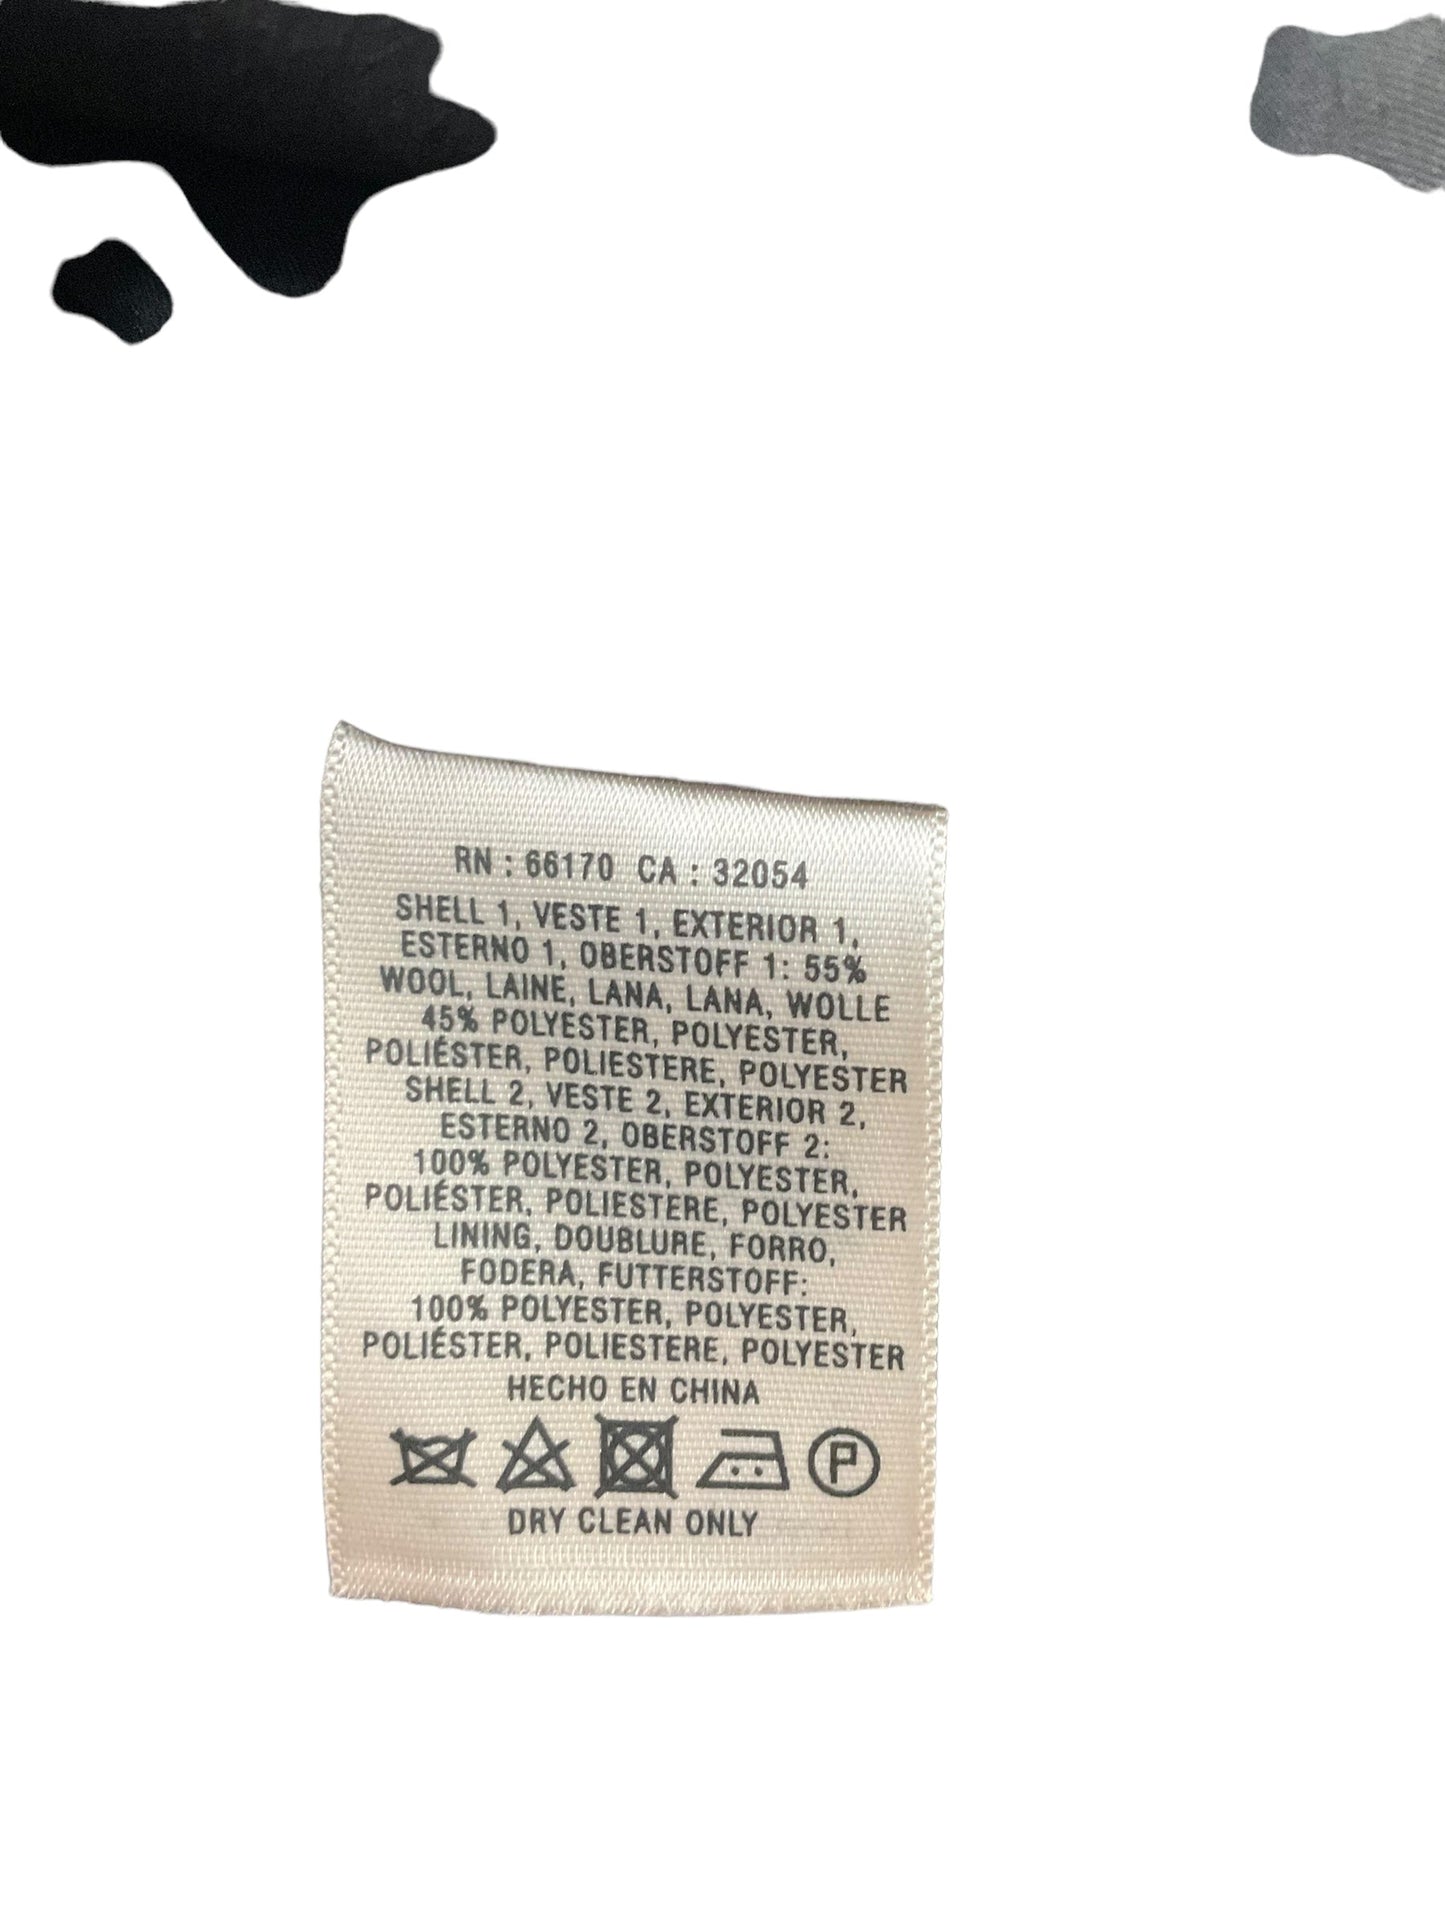 RN : 66170 CA : 32054
SHELL 1, VESTE 1, EXTERIOR 1,
ESTERNO 1, OBERSTOFF 1: 55%
WOOL, LAINE, LANA, LANA, WOLLE
45% POLYESTER, POLYESTER,
POLIÉSTER, POLIESTERE, POLYESTER
SHELL 2, VESTE 2, EXTERIOR 2,
ESTERNO 2, OBERSTOFF 2:
100% POLYESTER, POLYESTER,
POLIÉSTER, POLIESTERE, POLYESTER
LINING, DOUBLURE, FORRO,
FODERA, FUTTERSTOFF:
100% POLYESTER, POLYESTER,
POLIÉSTER, POLIESTERE, POLYESTER
HECHO EN CHINA
P
DRY CLEAN ONLY